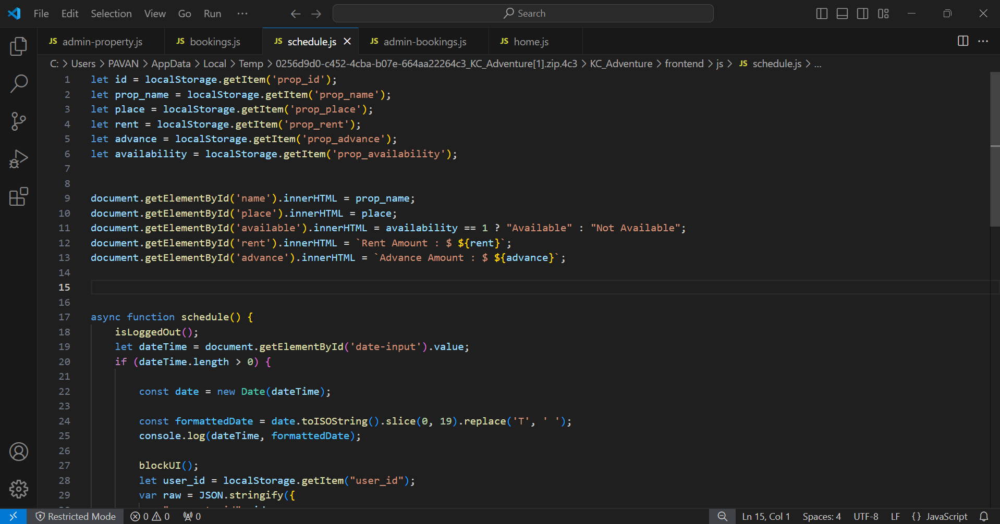 File Edit Selection View Go Run ··· Search
JS admin-property.js JS bookings.js JS schedule.js JS admin-bookings.js JS home.js
C: > Users > PAVAN > AppData > Local > Temp > 0256d9d0-c452-4cba-b07e-664aa22264c3_KC_Adventure[1].zip.4c3 > KC_Adventure > frontend > js > JS schedule.js > ...
1 let id = localStorage.getItem('prop_id');
2 let prop_name = localStorage.getItem('prop_name');
3 let place = localStorage.getItem('prop_place');
4 let rent = localStorage.getItem('prop_rent');
5 let advance = localStorage.getItem('prop_advance');
6 let availability = localStorage.getItem('prop_availability');
7
8
9 document.getElementById('name').innerHTML = prop_name;
10 document.getElementById('place').innerHTML = place;
11 document.getElementById('available').innerHTML = availability == 1 ? "Available" : "Not Available";
12 document.getElementById('rent').innerHTML = `Rent Amount : $ ${rent}`;
13 document.getElementById('advance').innerHTML = `Advance Amount : $ ${advance}`;
14
15
16
17 async function schedule() {
18 isLoggedOut();
19 let dateTime = document.getElementById('date-input').value;
20 if (dateTime.length > 0) {
21
22 const date = new Date(dateTime);
23
24 const formattedDate = date.toISOString().slice(0, 19).replace('T', ' ');
25 console.log(dateTime, formattedDate);
26
27 blockUI();
28 let user_id = localStorage.getItem("user_id");
29 var raw = JSON.stringify({
Restricted Mode 0 0 0 Ln 15, Col 1 Spaces: 4 UTF-8 LF {} JavaScript